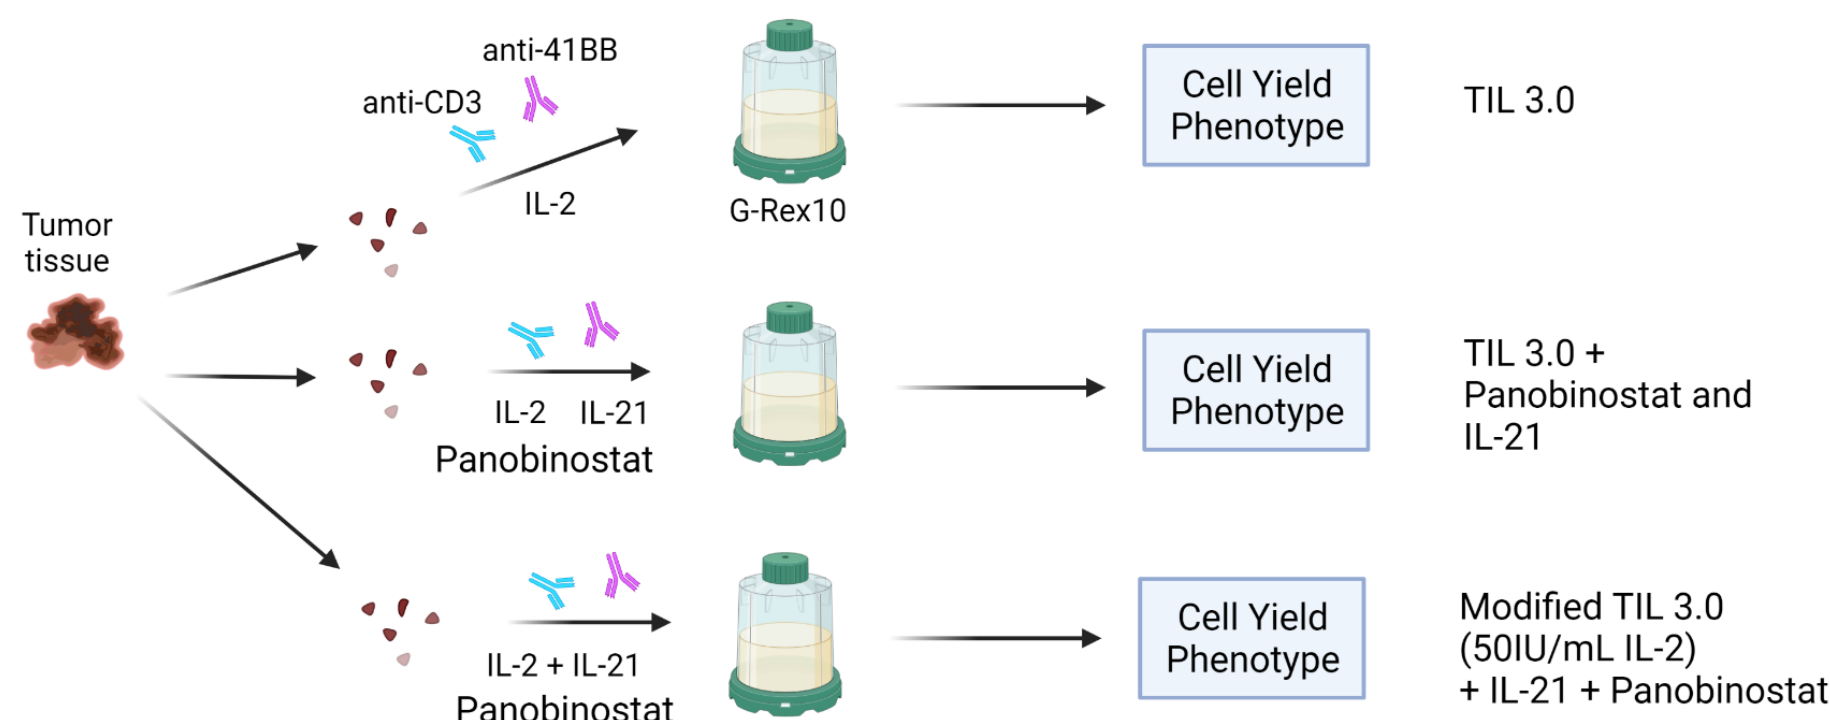 anti-41BB
anti-CD3
IL-2
G-Rex10
Cell Yield
Phenotype
TIL 3.0
Tumor
tissue
IL-2 IL-21
Panobinostat
Cell Yield
Phenotype
TIL 3.0 +
Panobinostat and
IL-21
IL-2 + IL-21
Panobinostat
Cell Yield
Phenotype
Modified TIL 3.0
(50IU/mL IL-2)
+ IL-21 + Panobinostat